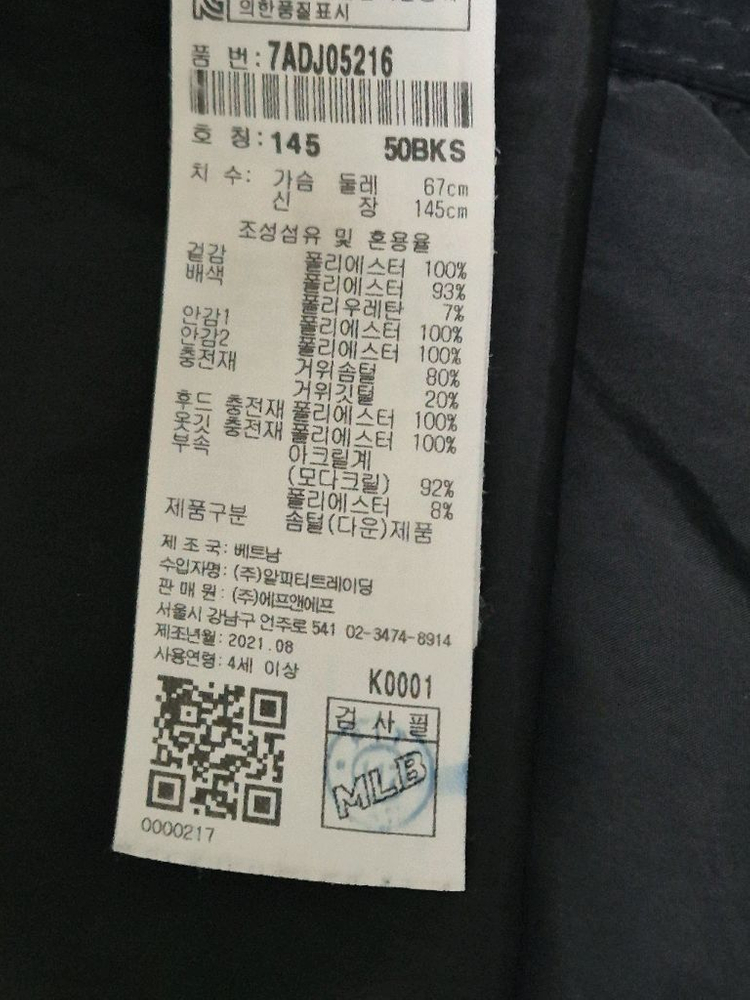 의한품질표시
품 번:7ADJ05216
호 칭:145 50BKS
치 수: 가슴 둘레 67cm
신 장 145cm
조성섬유 및 혼용율
겉감 폴리에스터 100%
배색 폴리에스터 93%
폴리우레탄 7%
안감1 폴리에스터 100%
안감2 폴리에스터 100%
충전재 거위솜털 80%
거위깃털 20%
후드 충전재 폴리에스터 100%
옷깃 충전재 폴리에스터 100%
부속 아크릴계
(모다크릴) 92%
폴리에스터 8%
제품구분 솜털(다운)제품
제 조 국: 베트남
수입자명: (주)알피티트레이딩
판 매 원: (주)에프앤에프
서울시 강남구 언주로 541 02-3474-8914
제조년월: 2021.08
사용연령: 4세 이상
K0001
검 사 필
MLB
0000217